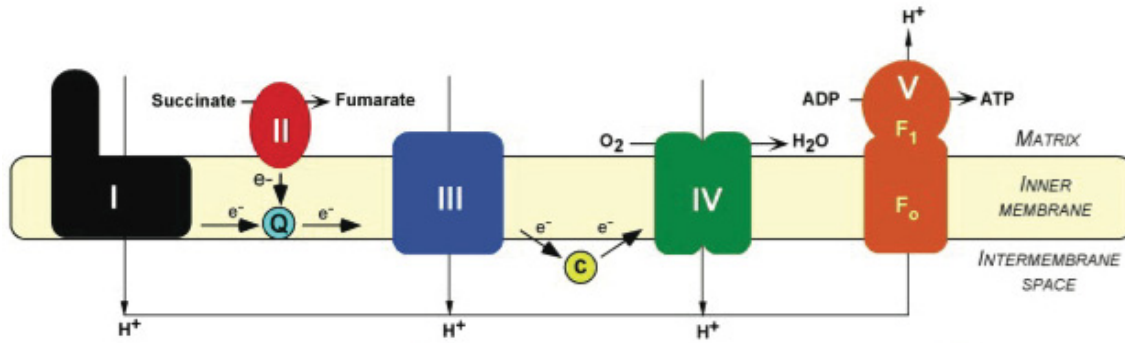 H⁺
Succinate
Fumarate
II
V
ADP
ATP
F₁
O₂
H₂O
MATRIX
e-
I
III
IV
INNER
MEMBRANE
e⁻
Q
e⁻
Fₒ
e⁻
C
e⁻
INTERMEMBRANE
SPACE
H⁺
H⁺
H⁺